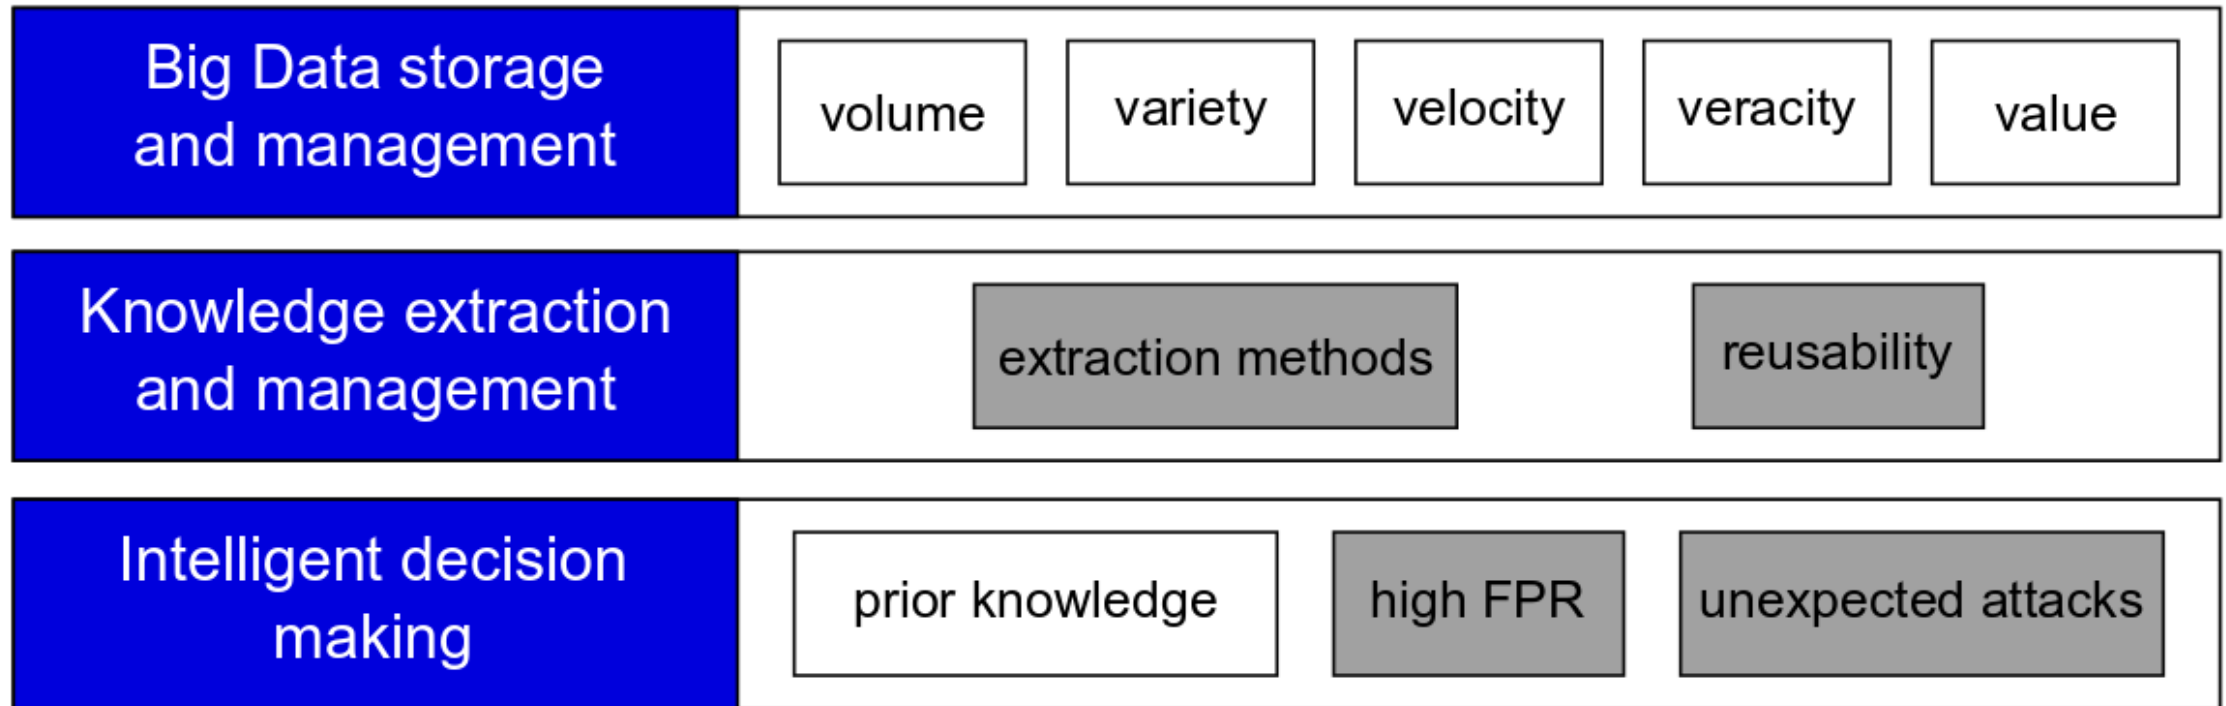 Big Data storage
and management
volume
variety
velocity
veracity
value
Knowledge extraction
and management
extraction methods
reusability
Intelligent decision
making
prior knowledge
high FPR
unexpected attacks